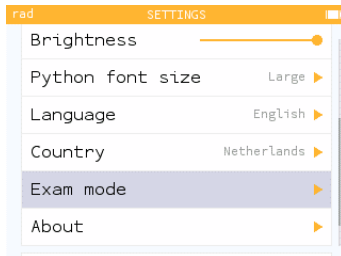 rad SETTINGS
Brightness
Python font size Large
Language English
Country Netherlands
Exam mode
About